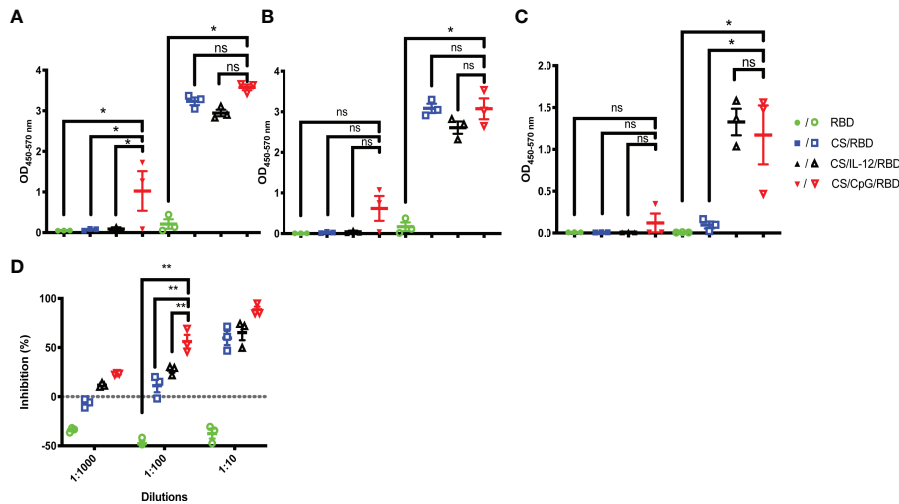 A
B
C
*
ns
ns
*
*
*
OD450-570 nm
4
3
2
1
0
*
ns
ns
ns
ns
ns
OD450-570 nm
4
3
2
1
0
*
*
ns
ns
ns
ns
OD450-570 nm
2.0
1.5
1.0
0.5
0.0
/ RBD
/ CS/RBD
/ CS/IL-12/RBD
/ CS/CpG/RBD
D
**
**
**
Inhibition (%)
100
50
0
-50
1:1000
1:100
1:10
Dilutions